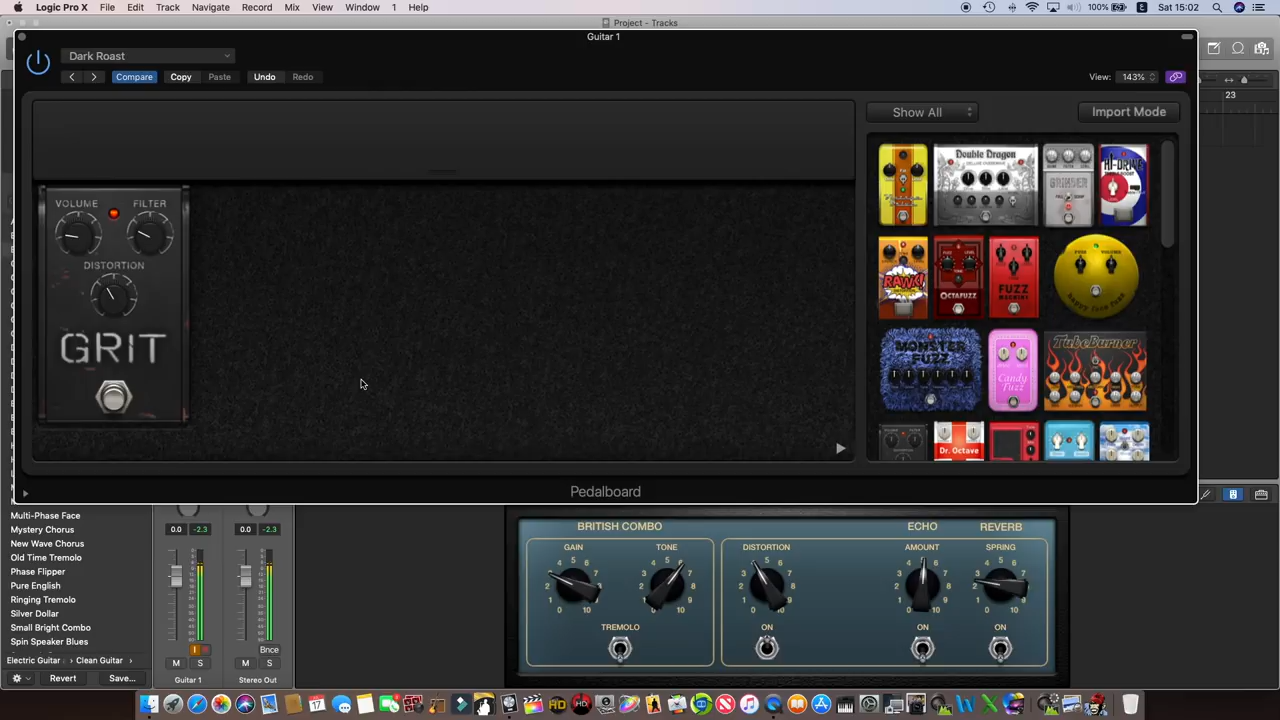 Logic Pro X File Edit Track Navigate Record Mix View Window 1 Help
100% Sat 15:02
Project - Tracks
Guitar 1
Dark Roast
Compare Copy Paste Undo Redo
View: 143%
23
Show All
Import Mode
VOLUME FILTER
DISTORTION
GRIT
Double Dragon
GRINDER
HI-DRIVE
RAWK!
OCTAFUZZ
FUZZ MACHINE
happy face fuzz
MONSTER FUZZ
Candy Fuzz
TubeBurner
Dr. Octave
Pedalboard
Multi-Phase Face
Mystery Chorus
New Wave Chorus
Old Time Tremolo
Phase Flipper
Pure English
Ringing Tremolo
Silver Dollar
Small Bright Combo
Spin Speaker Blues
Electric Guitar > Clean Guitar >
Revert Save...
0.0 -2.3 0.0 -2.3
I
Bnce
M S M S
Guitar 1 Stereo Out
BRITISH COMBO ECHO REVERB
GAIN TONE DISTORTION AMOUNT SPRING
TREMOLO ON ON ON